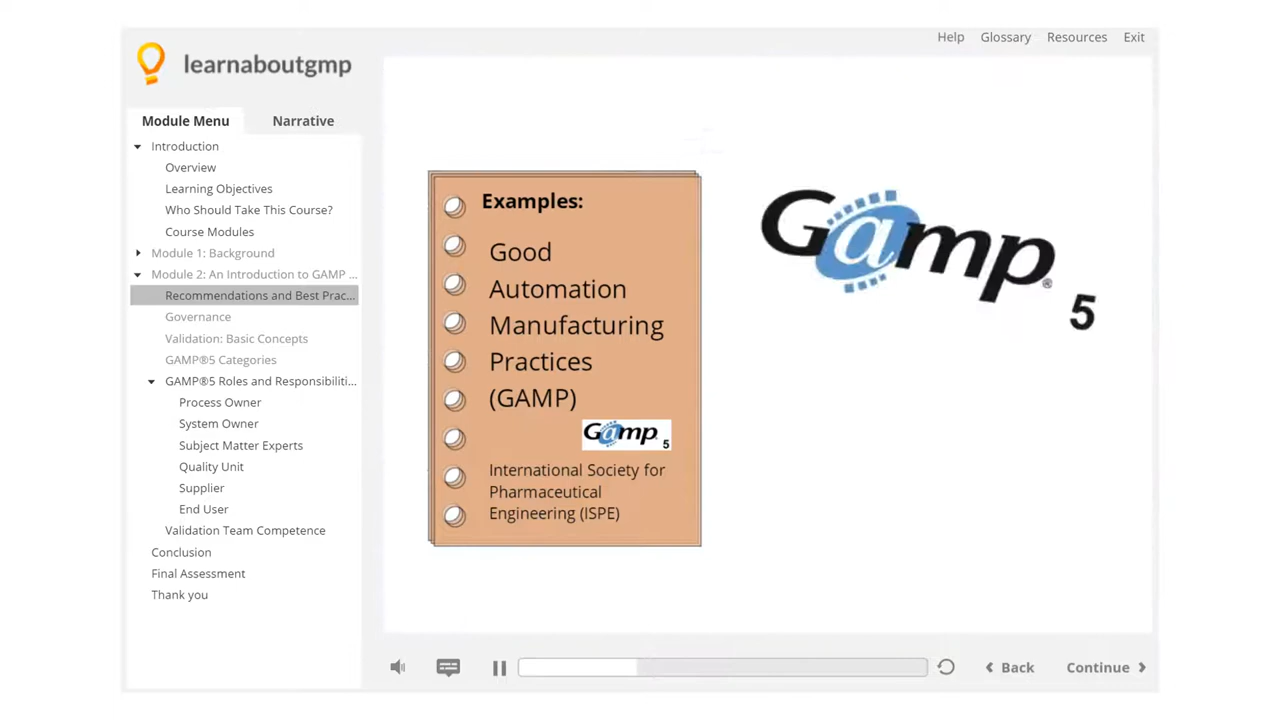 Help Glossary Resources Exit
learnaboutgmp
Module Menu Narrative
Introduction
Overview
Learning Objectives
Who Should Take This Course?
Course Modules
Module 1: Background
Module 2: An Introduction to GAMP ...
Recommendations and Best Prac...
Governance
Validation: Basic Concepts
GAMP®5 Categories
GAMP®5 Roles and Responsibiliti...
Process Owner
System Owner
Subject Matter Experts
Quality Unit
Supplier
End User
Validation Team Competence
Conclusion
Final Assessment
Thank you
Examples:
Good
Automation
Manufacturing
Practices
(GAMP)
Gamp 5
International Society for
Pharmaceutical
Engineering (ISPE)
Gamp® 5
Back Continue